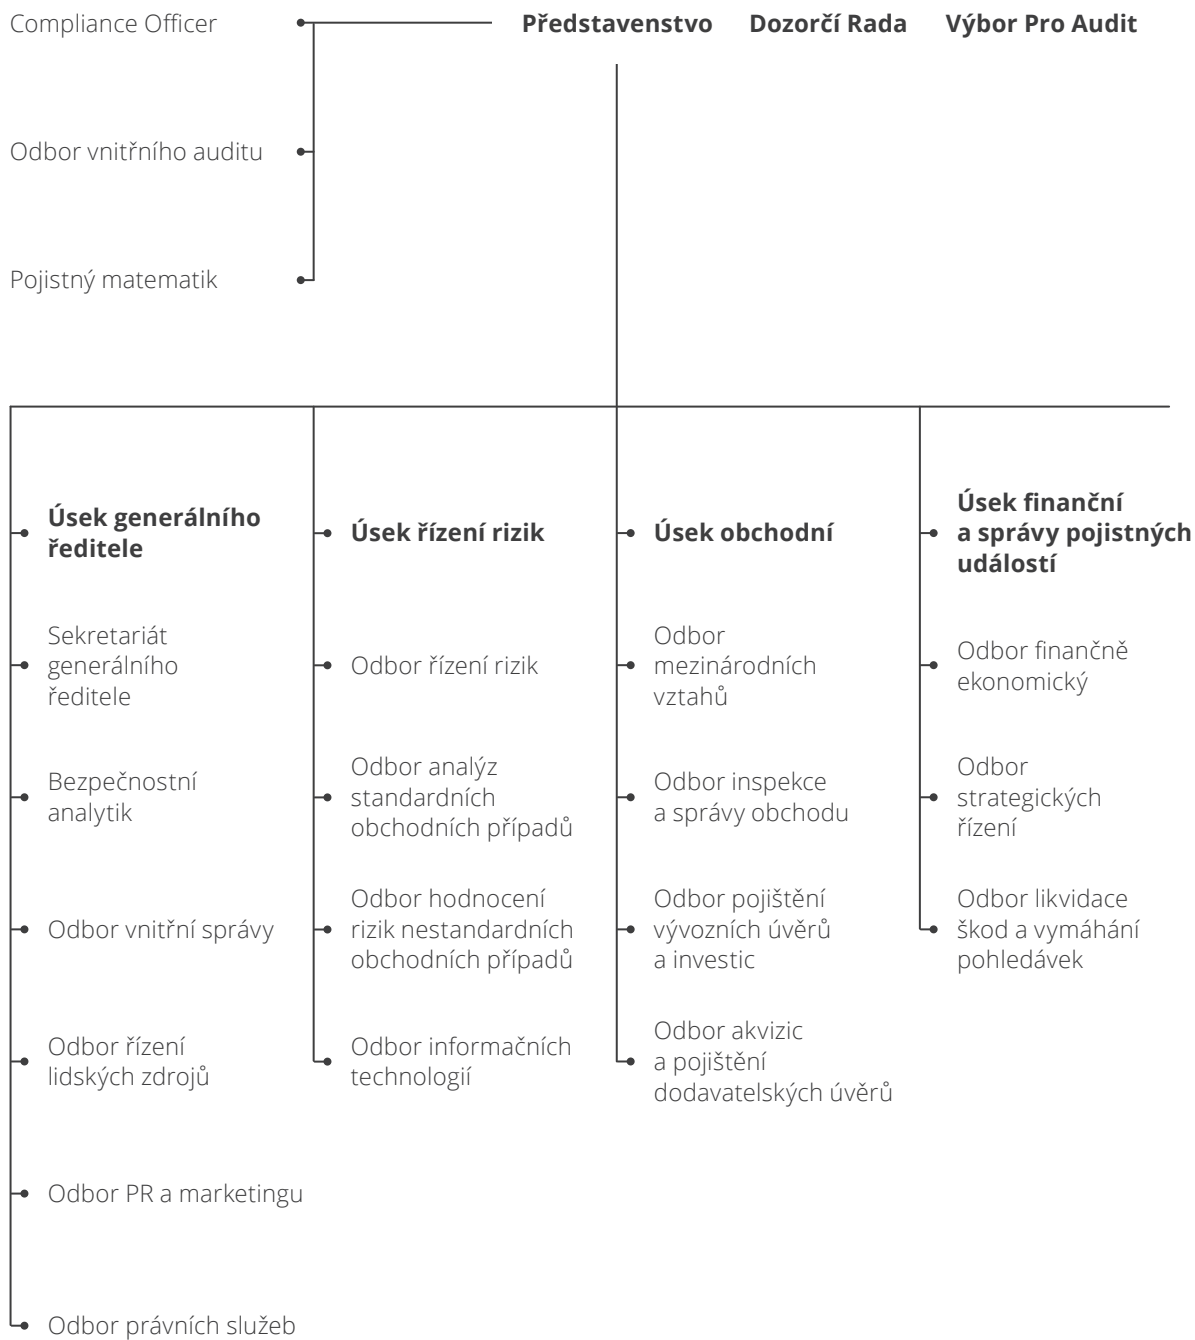 Compliance Officer
Představenstvo
Dozorčí Rada
Výbor Pro Audit
Odbor vnitřního auditu
Pojistný matematik
Úsek generálního
ředitele
Sekretariát
generálního
ředitele
Bezpečnostní
analytik
Odbor vnitřní správy
Odbor řízení
lidských zdrojů
Odbor PR a marketingu
Odbor právních služeb
Úsek řízení rizik
Odbor řízení rizik
Odbor analýz
standardních
obchodních případů
Odbor hodnocení
rizik nestandardních
obchodních případů
Odbor informačních
technologií
Úsek obchodní
Odbor
mezinárodních
vztahů
Odbor inspekce
a správy obchodu
Odbor pojištění
vývozních úvěrů
a investic
Odbor akvizic
a pojištění
dodavatelských úvěrů
Úsek finanční
a správy pojistných
událostí
Odbor finančně
ekonomický
Odbor
strategických
řízení
Odbor likvidace
škod a vymáhání
pohledávek